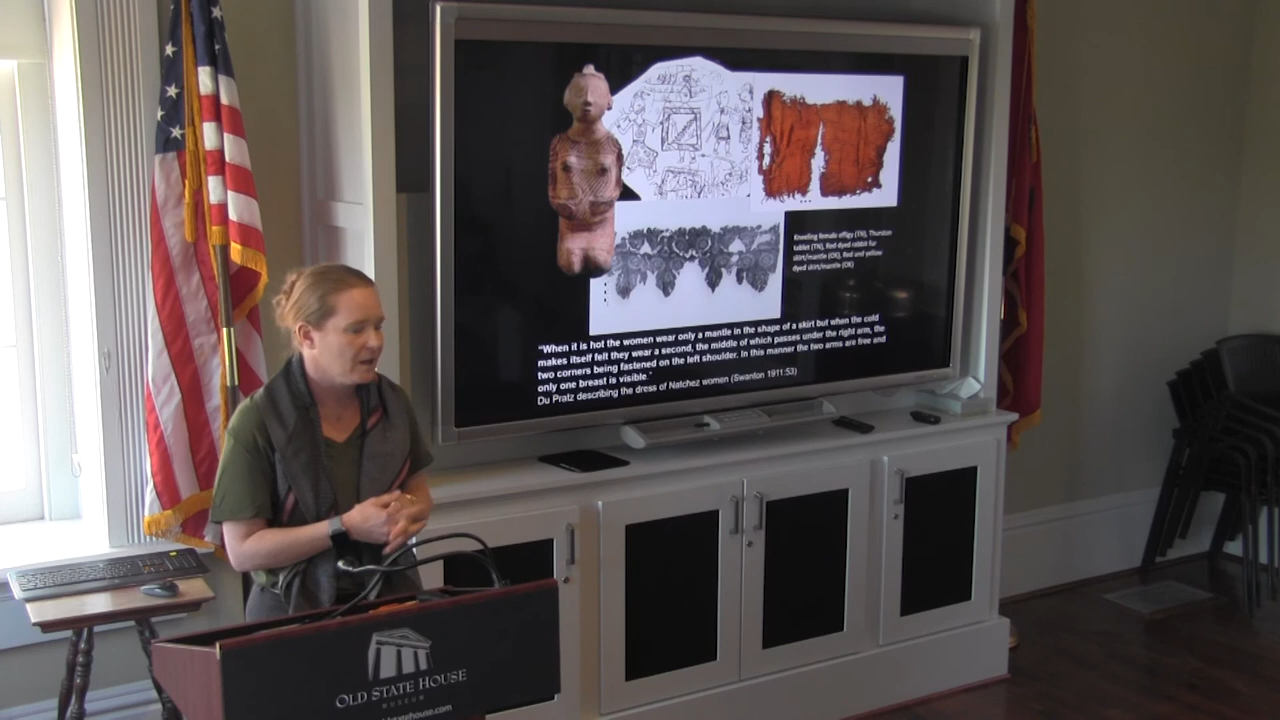 Kneeling female effigy (TN), Thurston
tablet (TN), Red dyed rabbit fur
skirt/mantle (OK), Red and yellow
dyed skirt/mantle (OK)
"When it is hot the women wear only a mantle in the shape of a skirt but when the cold
makes itself felt they wear a second, the middle of which passes under the right arm, the
two corners being fastened on the left shoulder. In this manner the two arms are free and
only one breast is visible."
Du Pratz describing the dress of Natchez women (Swanton 1911:53)
OLD STATE HOUSE
MUSEUM